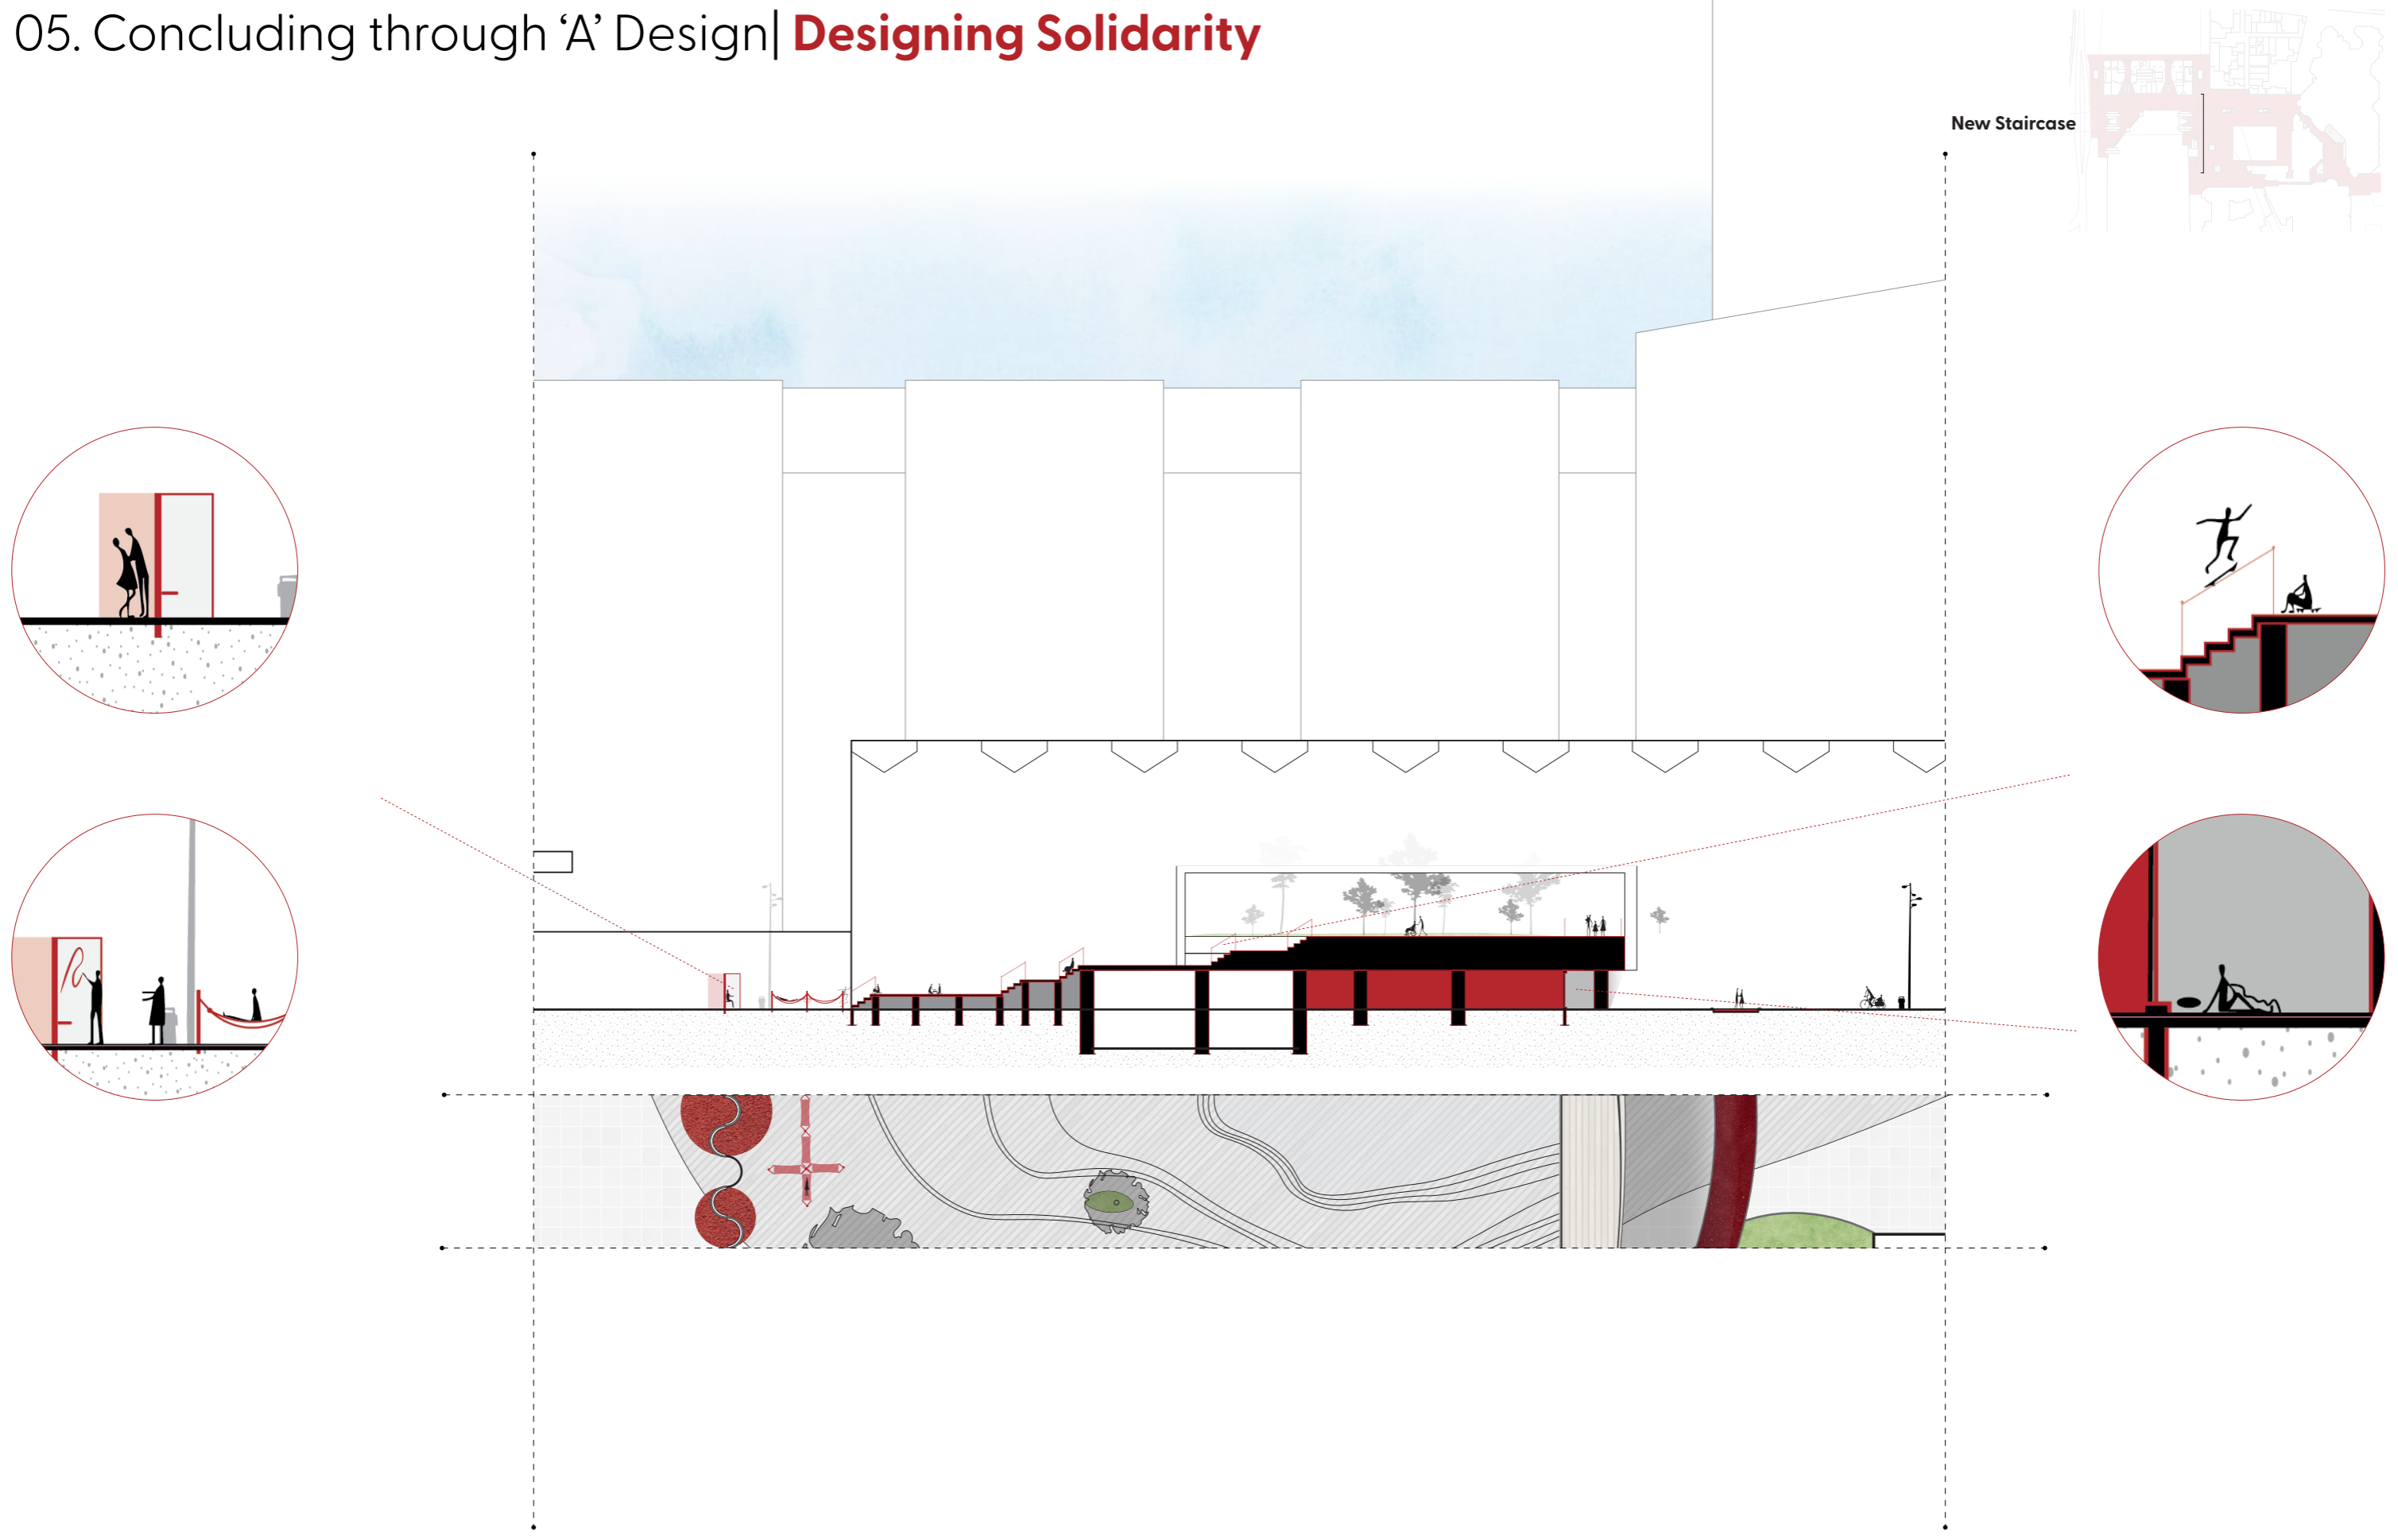 05. Concluding through ‘A’ Design| Designing Solidarity
New Staircase